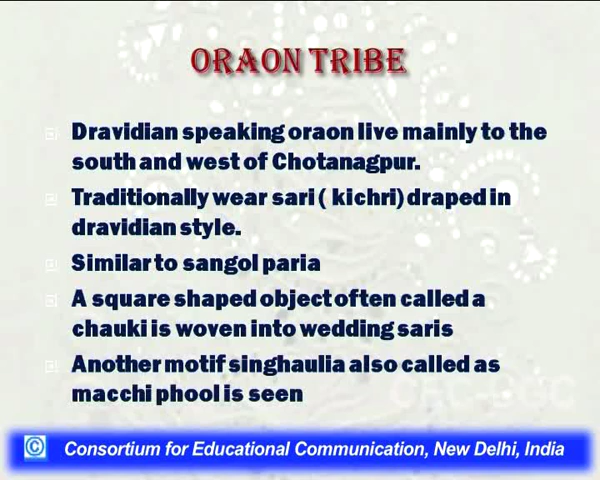 ORAON TRIBE
Dravidian speaking oraon live mainly to the
south and west of Chotanagpur.
Traditionally wear sari ( kichri) draped in
dravidian style.
Similar to sangol paria
A square shaped object often called a
chauki is woven into wedding saris
Another motif singhaulia also called as
macchi phool is seen
© Consortium for Educational Communication, New Delhi, India